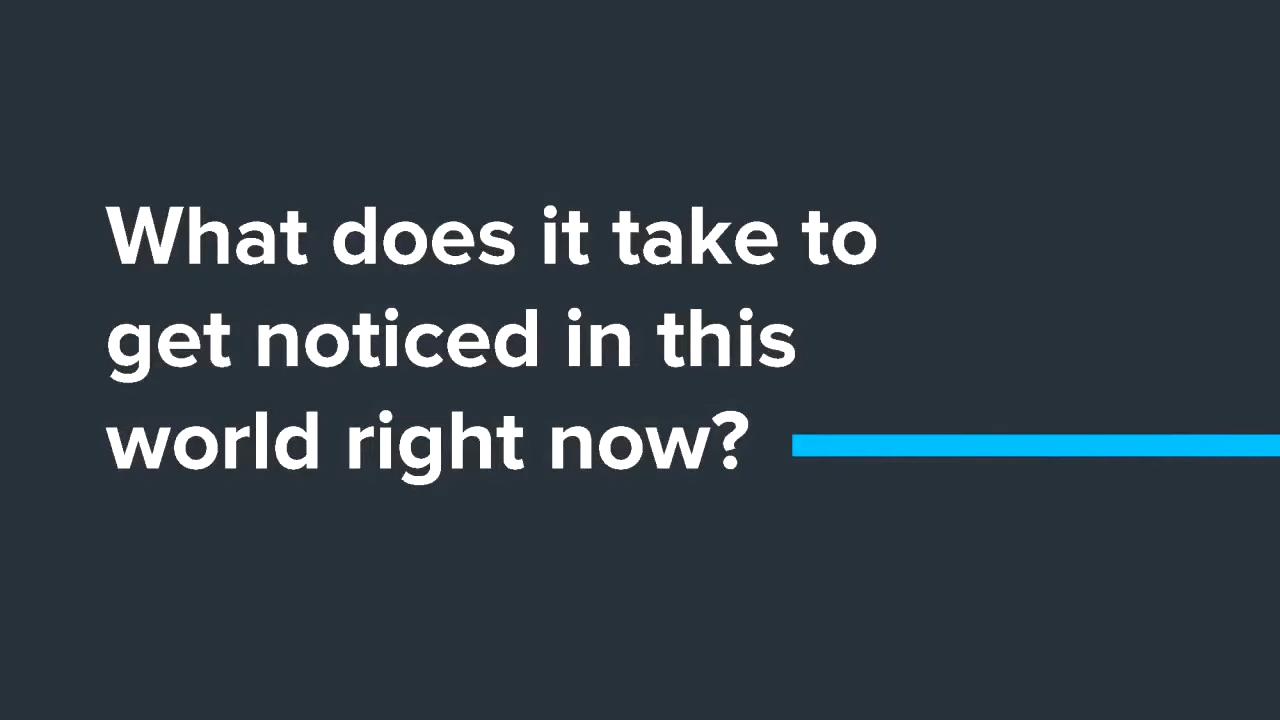 What does it take to
get noticed in this
world right now?